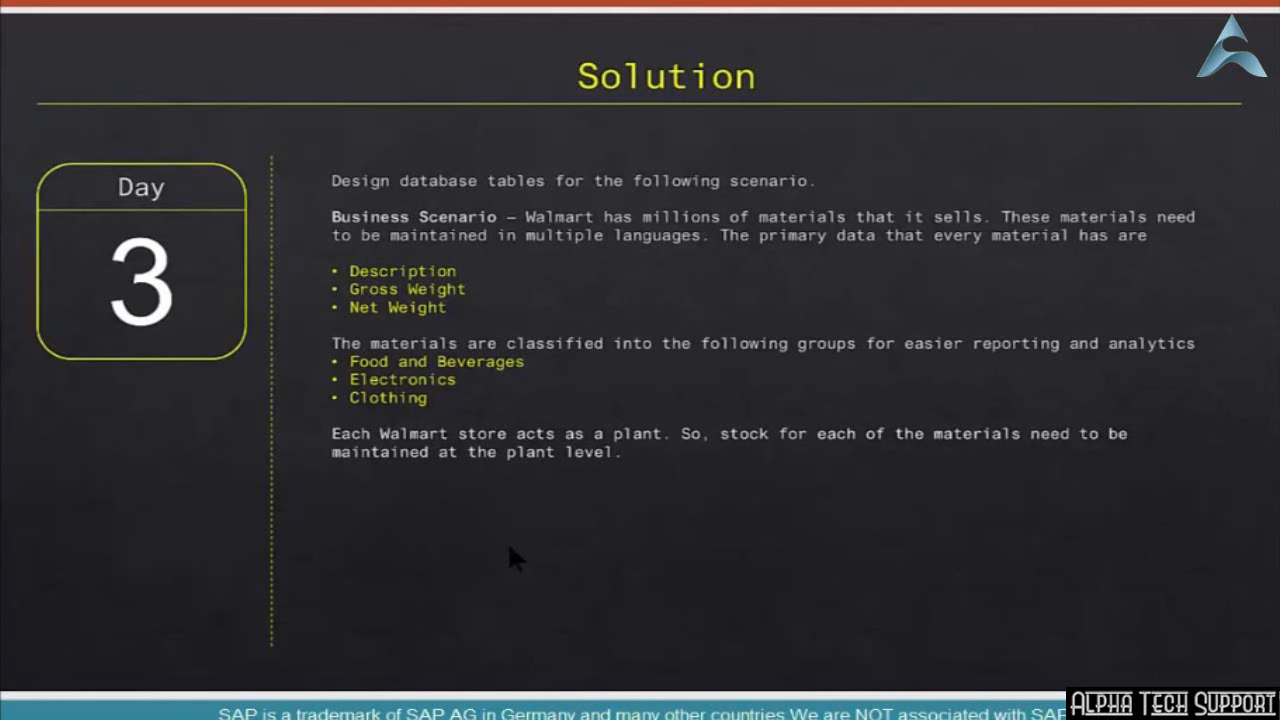 Solution
Day
3
Design database tables for the following scenario.
Business Scenario – Walmart has millions of materials that it sells. These materials need
to be maintained in multiple languages. The primary data that every material has are
• Description
• Gross Weight
• Net Weight
The materials are classified into the following groups for easier reporting and analytics
• Food and Beverages
• Electronics
• Clothing
Each Walmart store acts as a plant. So, stock for each of the materials need to be
maintained at the plant level.
SAP is a trademark of SAP AG in Germany and many other countries We are NOT associated with SAP
ALPHA TECH SUPPORT